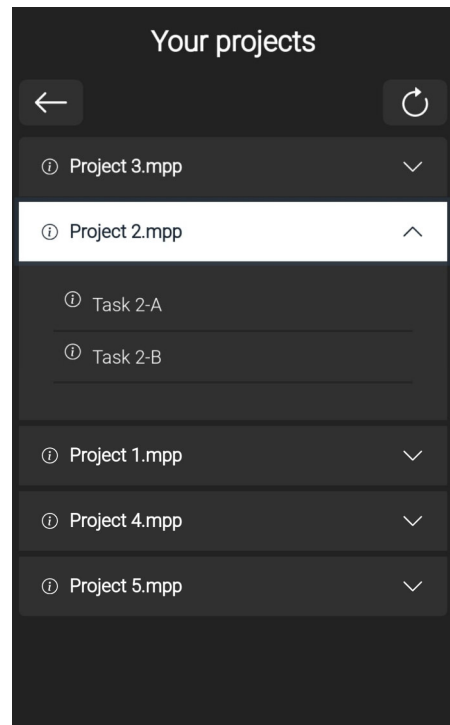 Your projects
Project 3.mpp
Project 2.mpp
Task 2-A
Task 2-B
Project 1.mpp
Project 4.mpp
Project 5.mpp